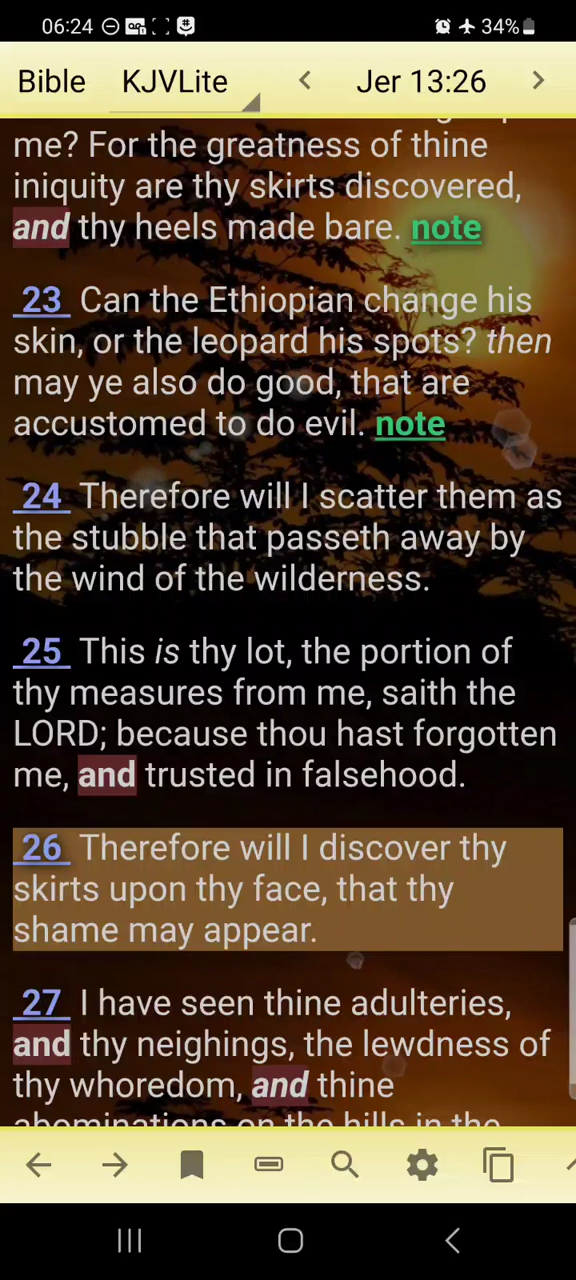 06:24 34%
Bible KJVLite Jer 13:26
me? For the greatness of thine
iniquity are thy skirts discovered,
and thy heels made bare. note
23 Can the Ethiopian change his
skin, or the leopard his spots? then
may ye also do good, that are
accustomed to do evil. note
24 Therefore will I scatter them as
the stubble that passeth away by
the wind of the wilderness.
25 This is thy lot, the portion of
thy measures from me, saith the
LORD; because thou hast forgotten
me, and trusted in falsehood.
26 Therefore will I discover thy
skirts upon thy face, that thy
shame may appear.
27 I have seen thine adulteries,
and thy neighings, the lewdness of
thy whoredom, and thine
abominations on the hills in the